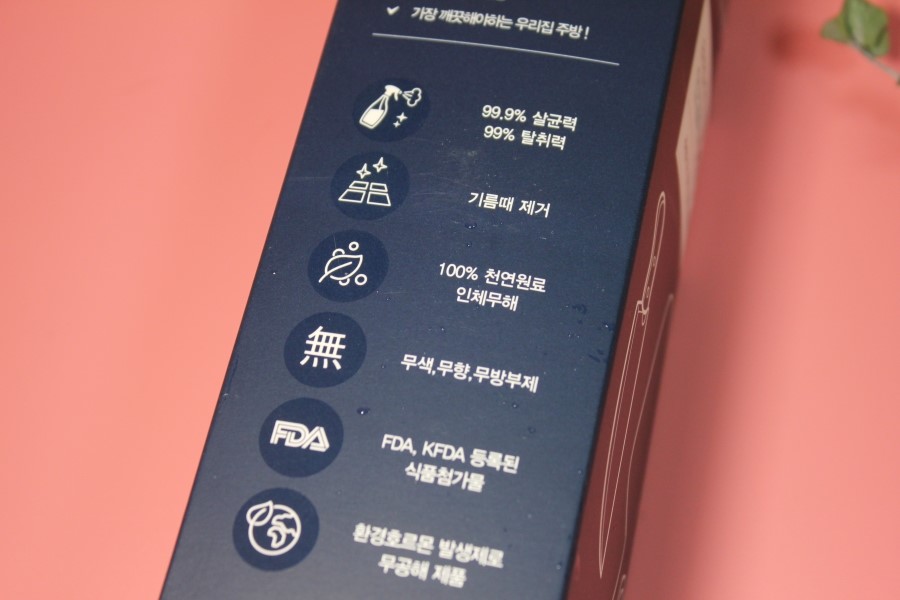 ✔ 가장 깨끗해야하는 우리집 주방 !
99.9% 살균력
99% 탈취력
기름때 제거
100% 천연원료
인체무해
無
무색,무향,무방부제
FDA
FDA, KFDA 등록된
식품첨가물
환경호르몬 발생제로
무공해 제품